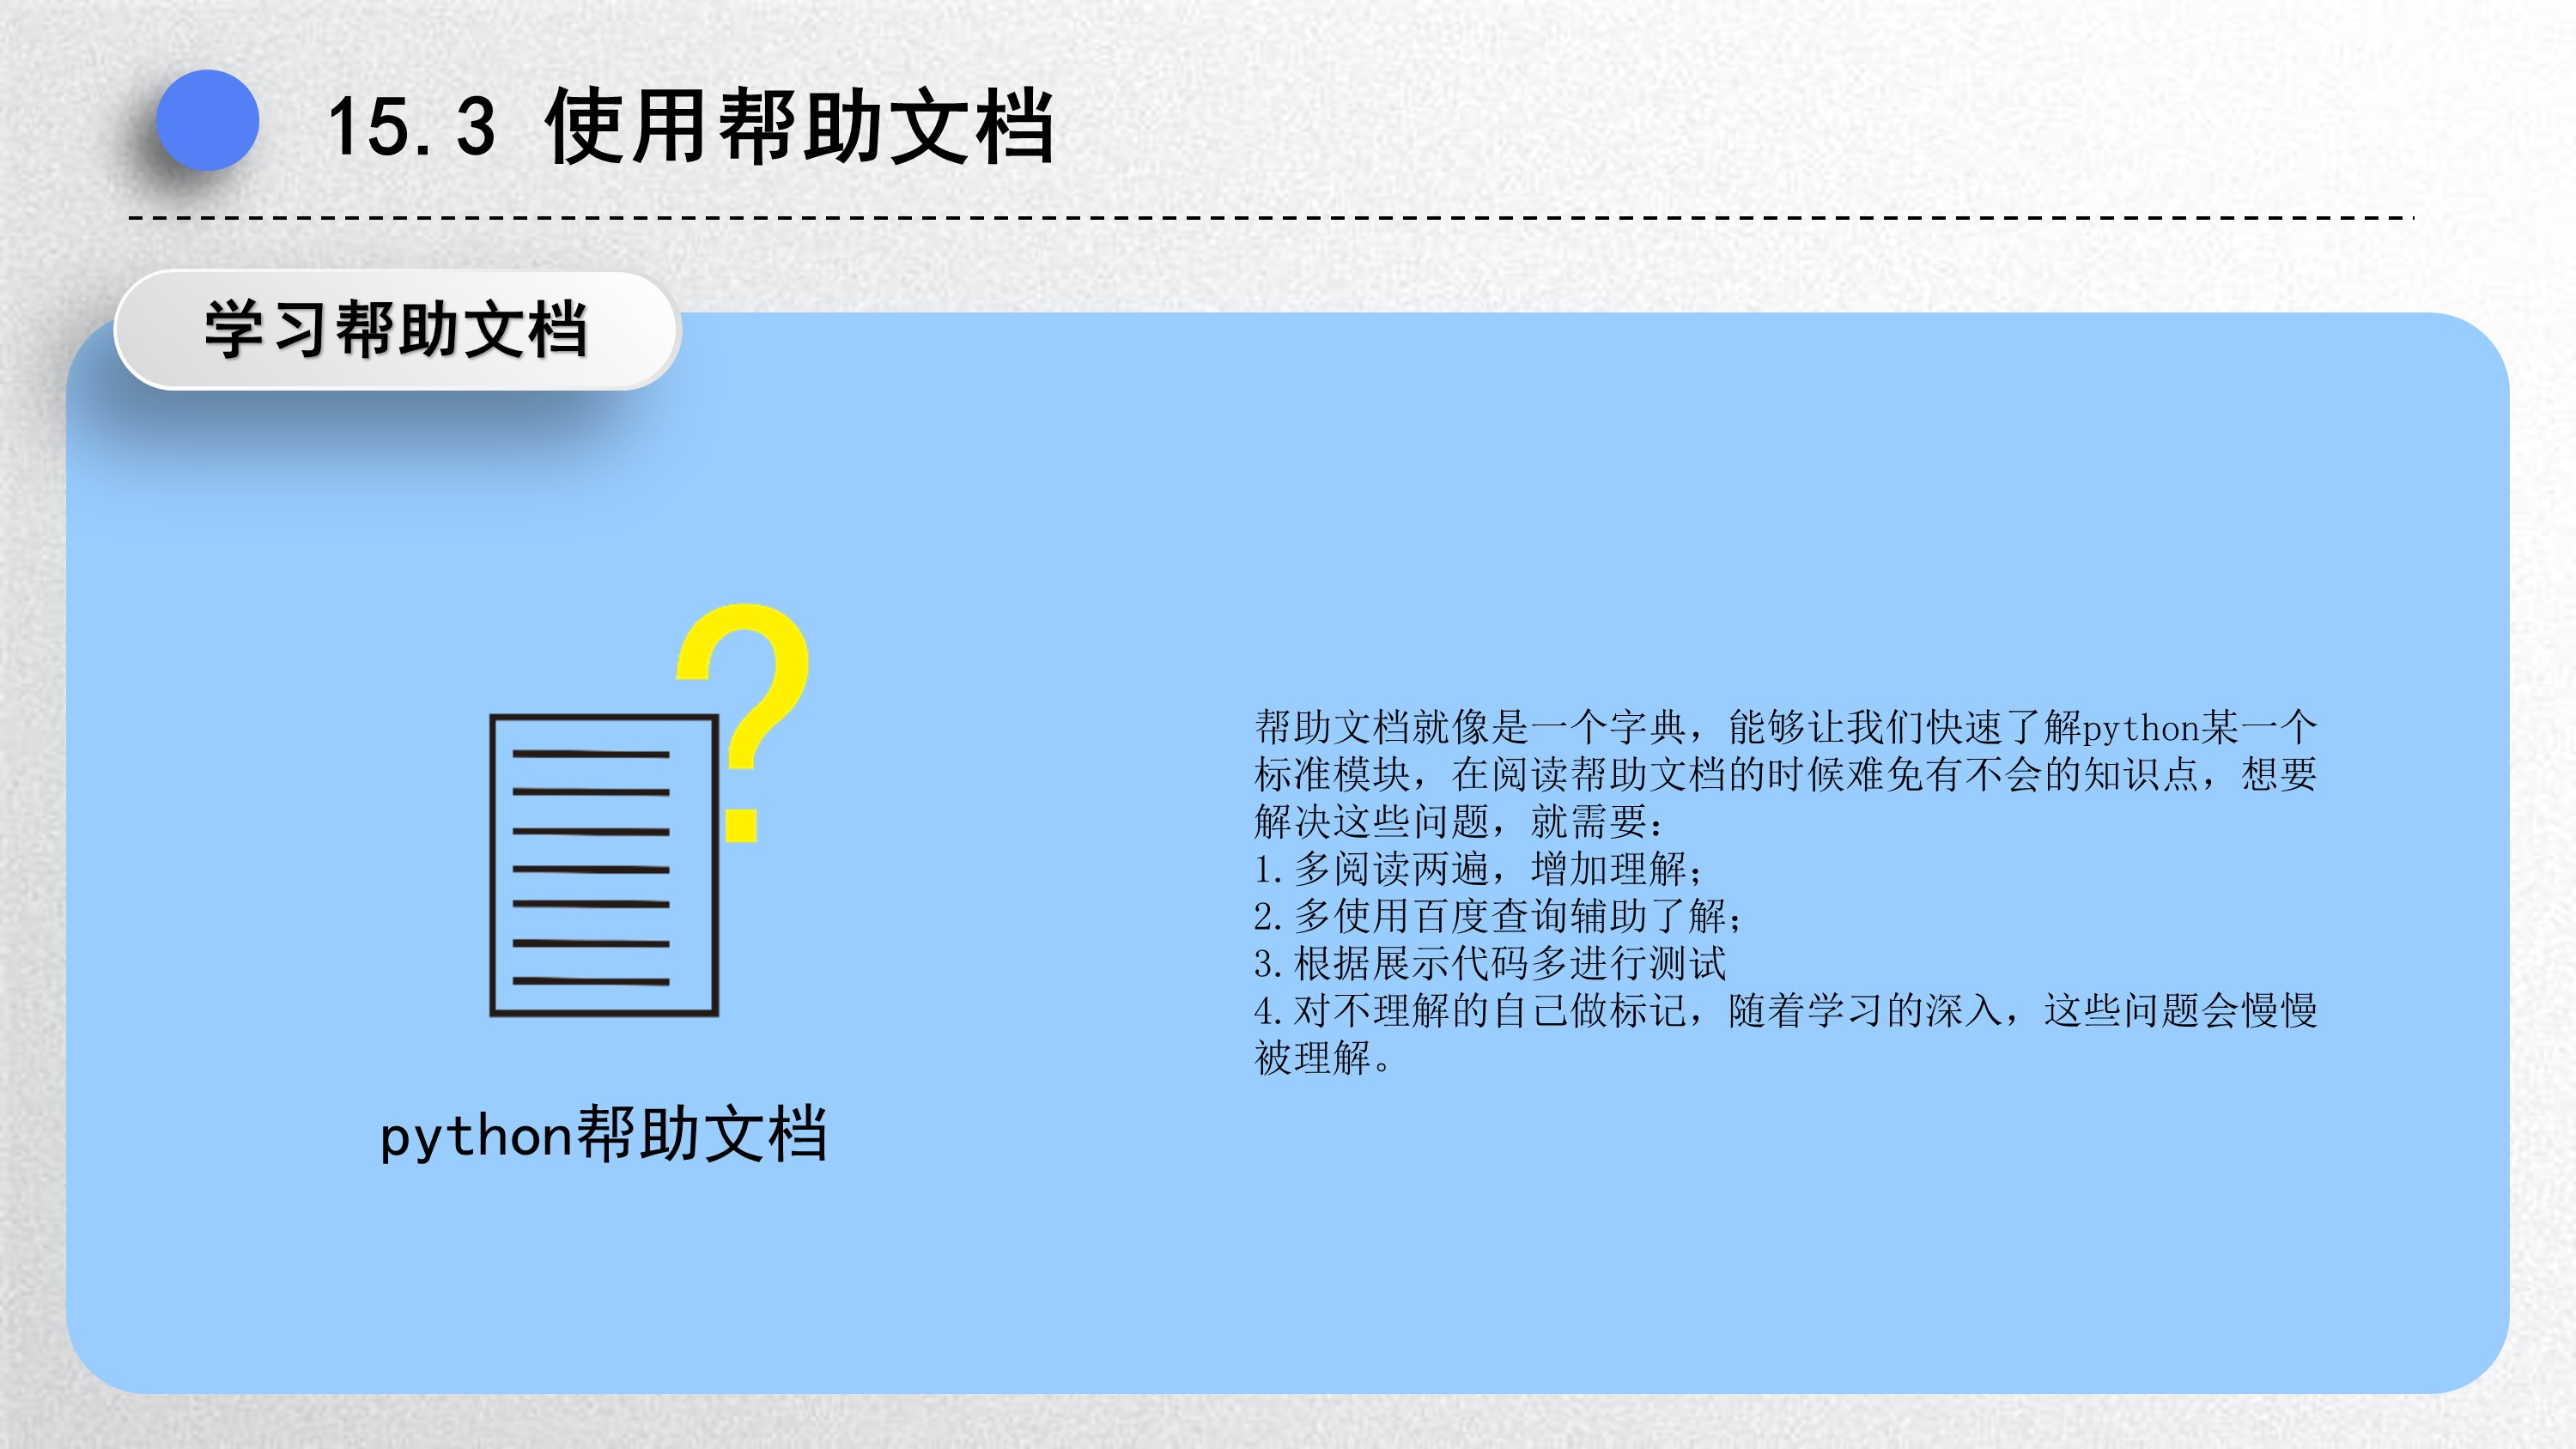 15.3 使用帮助文档
学习帮助文档
帮助文档就像是一个字典，能够让我们快速了解python某一个
标准模块，在阅读帮助文档的时候难免有不会的知识点，想要
解决这些问题，就需要：
1.多阅读两遍，增加理解；
2.多使用百度查询辅助了解；
3.根据展示代码多进行测试
4.对不理解的自己做标记，随着学习的深入，这些问题会慢慢
被理解。
?
python帮助文档